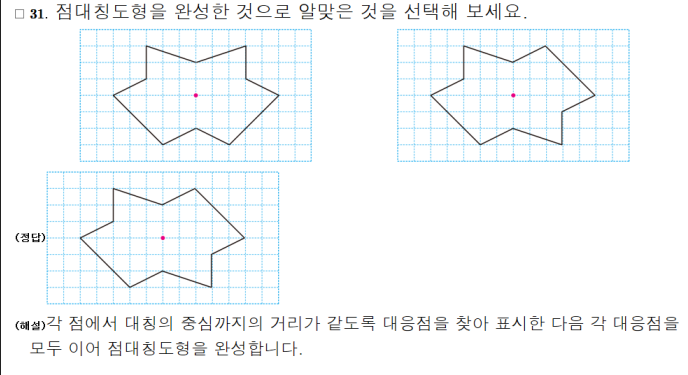 □ 31. 점대칭도형을 완성한 것으로 알맞은 것을 선택해 보세요.
(정답)
(해설)각 점에서 대칭의 중심까지의 거리가 같도록 대응점을 찾아 표시한 다음 각 대응점을
모두 이어 점대칭도형을 완성합니다.